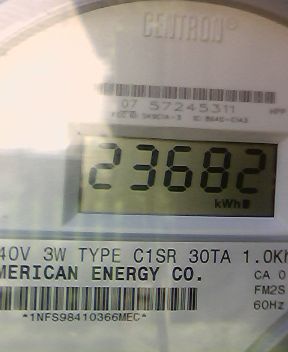 CENTRON®
07 57245311
23682
kWh
40V 3W TYPE C1SR 30TA 1.0Kh
MERICAN ENERGY CO.
CA 0
FM2S
60Hz
*1NFS98410366MEC*